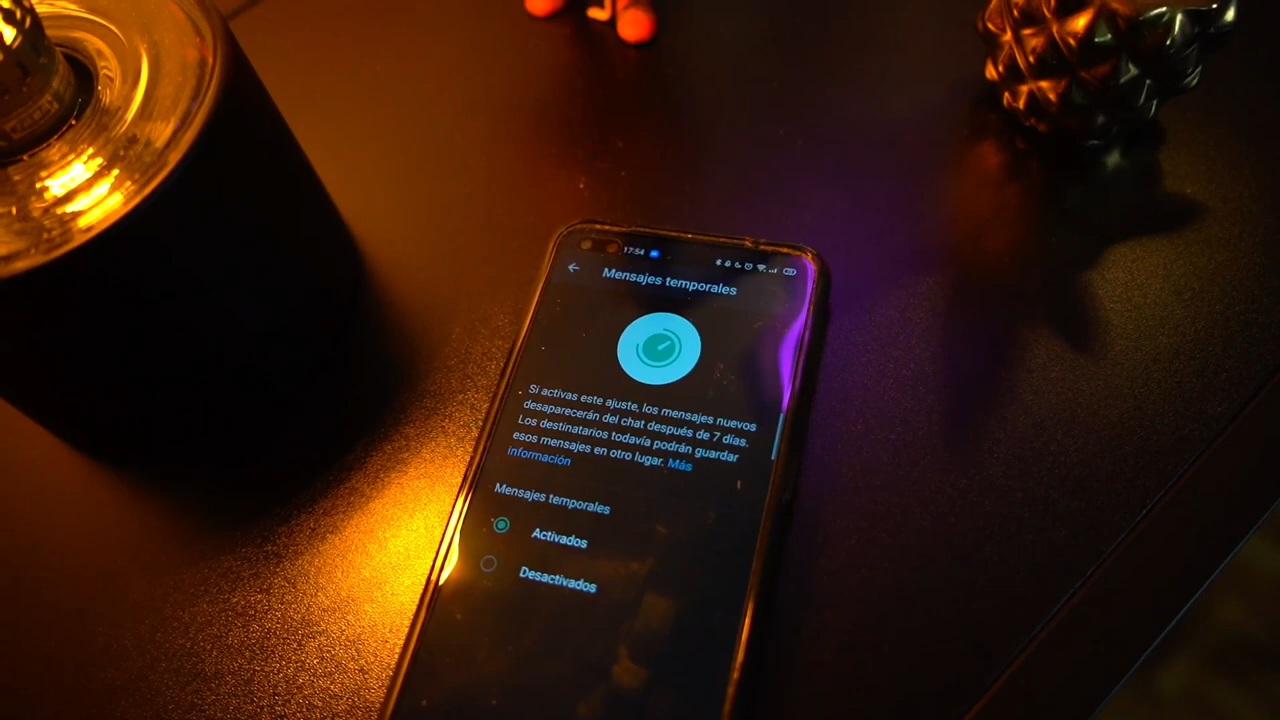 17:54
Mensajes temporales
Si activas este ajuste, los mensajes nuevos
desaparecerán del chat después de 7 días.
Los destinatarios todavía podrán guardar
esos mensajes en otro lugar. Más
información
Mensajes temporales
Activados
Desactivados